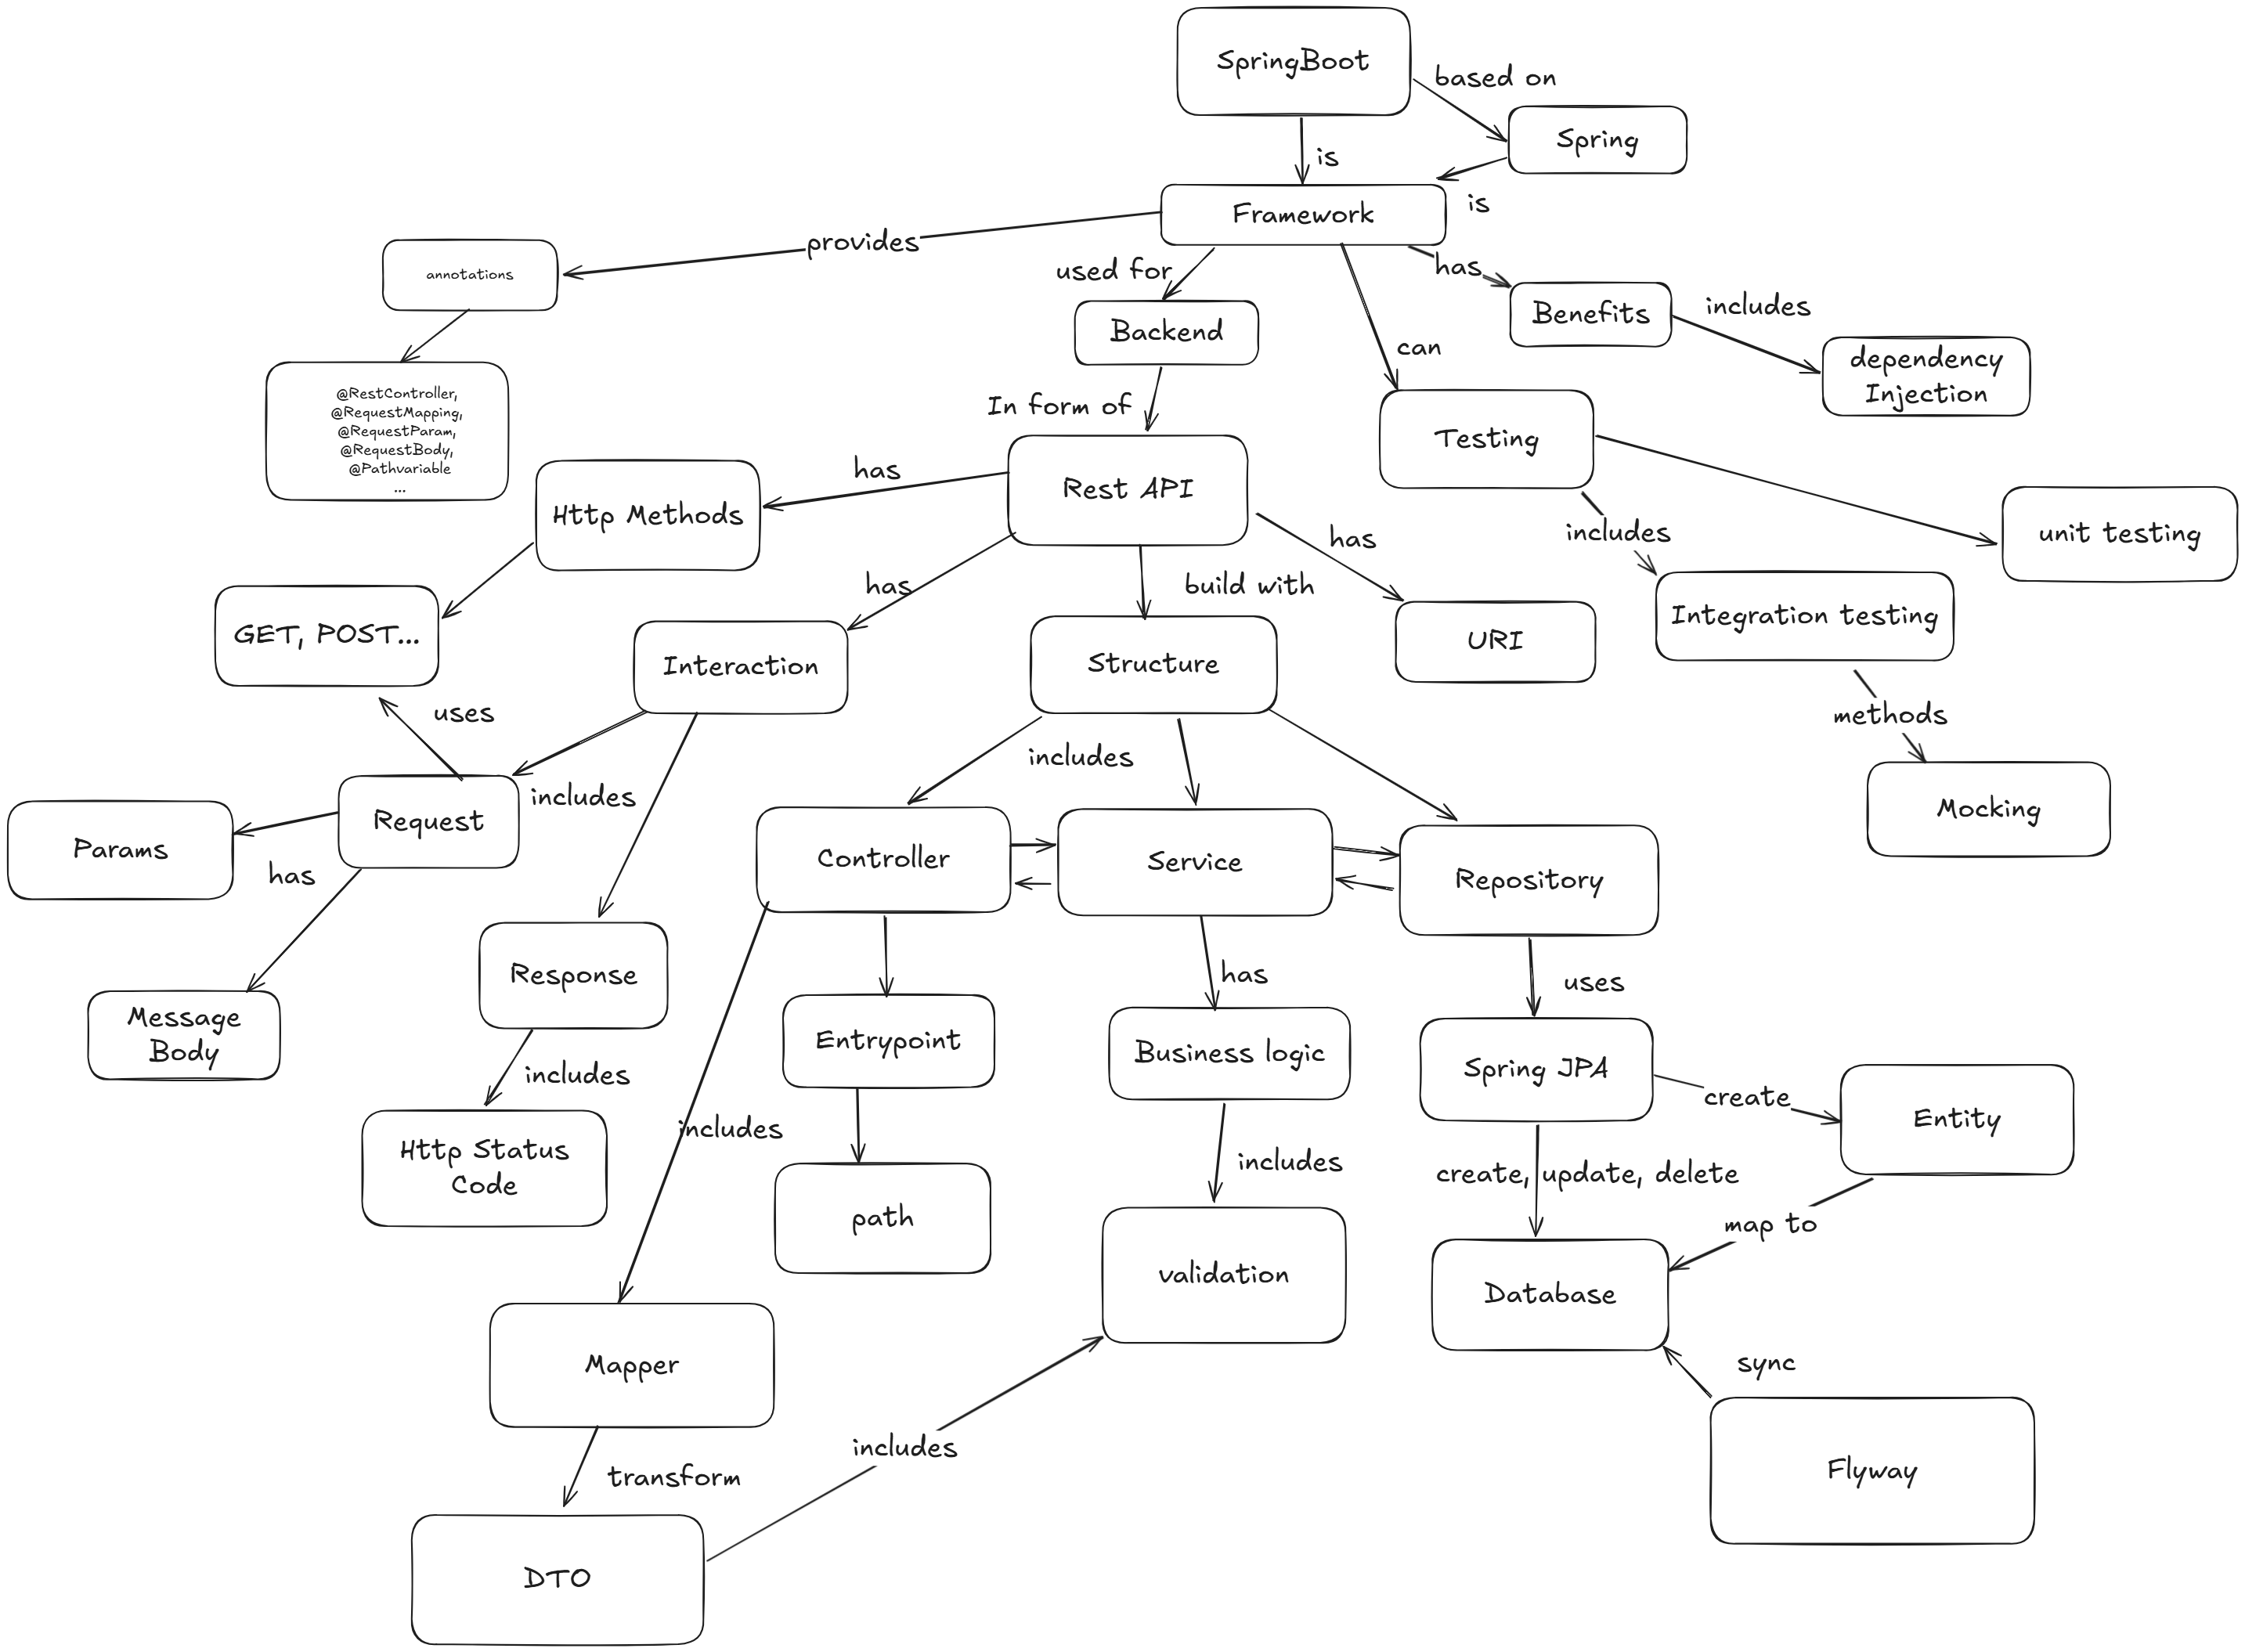 SpringBoot
based on
Spring
is
is
Framework
provides
annotations
used for
has
Benefits
includes
Backend
can
dependency
Injection
@RestController,
@RequestMapping,
@RequestParam,
@RequestBody,
@Pathvariable
...
In form of
Testing
has
Rest API
Http Methods
unit testing
has
includes
has
build with
GET, POST...
Integration testing
URI
Interaction
Structure
uses
methods
includes
includes
Mocking
Request
Params
Controller
Service
Repository
has
Response
has
uses
Message
Body
Entrypoint
Business logic
Spring JPA
includes
create
Entity
includes
Http Status
Code
includes
create, update, delete
path
map to
validation
Database
Mapper
sync
includes
transform
Flyway
DTO